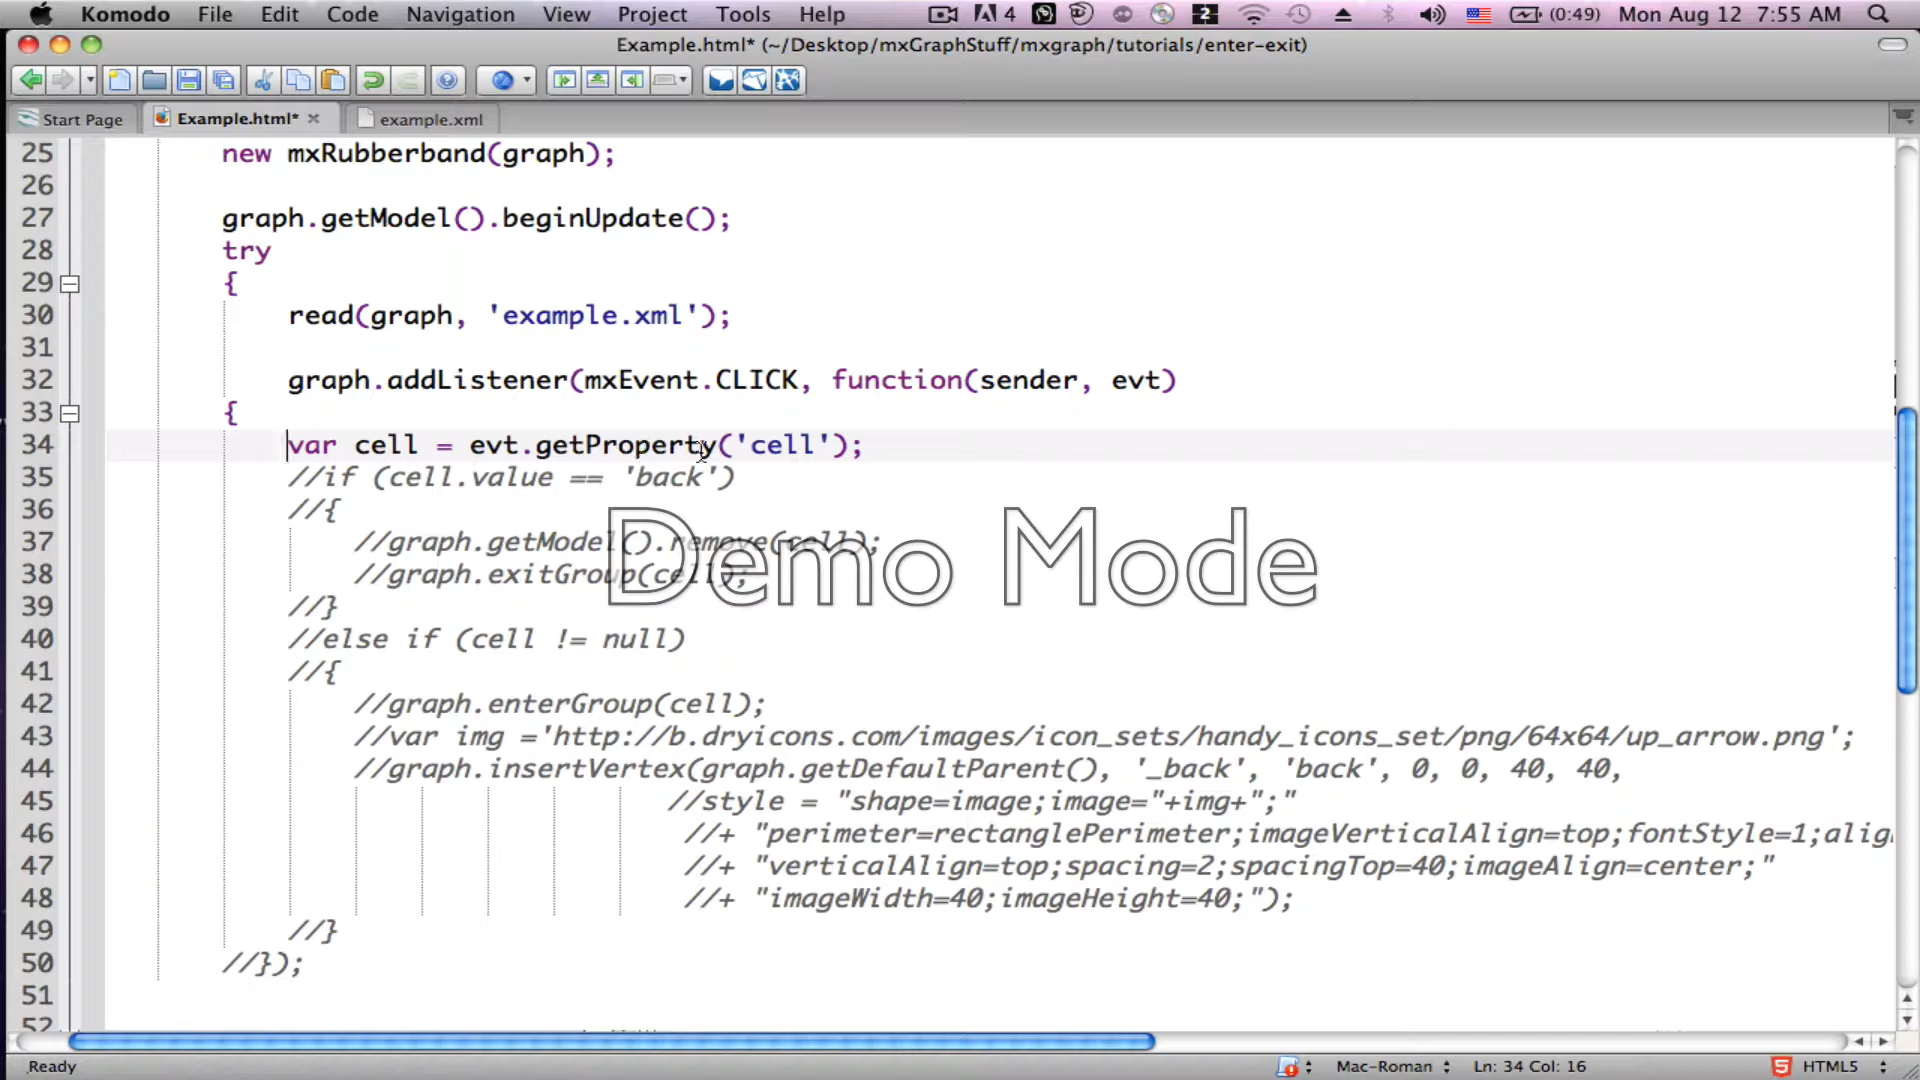 Komodo File Edit Code Navigation View Project Tools Help 4 2 (0:49) Mon Aug 12 7:55 AM
Example.html* (~/Desktop/mxGraphStuff/mxgraph/tutorials/enter-exit)
Start Page Example.html* example.xml
25 new mxRubberband(graph);
26
27 graph.getModel().beginUpdate();
28 try
29 {
30 read(graph, 'example.xml');
31
32 graph.addListener(mxEvent.CLICK, function(sender, evt)
33 {
34 var cell = evt.getProperty('cell');
35 //if (cell.value == 'back')
36 //{
37 //graph.getModel().remove(cell);
38 //graph.exitGroup(cell);
39 //}
40 //else if (cell != null)
41 //{
42 //graph.enterGroup(cell);
43 //var img ='http://b.dryicons.com/images/icon_sets/handy_icons_set/png/64x64/up_arrow.png';
44 //graph.insertVertex(graph.getDefaultParent(), '_back', 'back', 0, 0, 40, 40,
45 //style = "shape=image;image="+img+";"
46 //+ "perimeter=rectanglePerimeter;imageVerticalAlign=top;fontStyle=1;alig
47 //+ "verticalAlign=top;spacing=2;spacingTop=40;imageAlign=center;"
48 //+ "imageWidth=40;imageHeight=40;");
49 //}
50 //});
51
52
Demo Mode
Ready Mac-Roman Ln: 34 Col: 16 HTML5